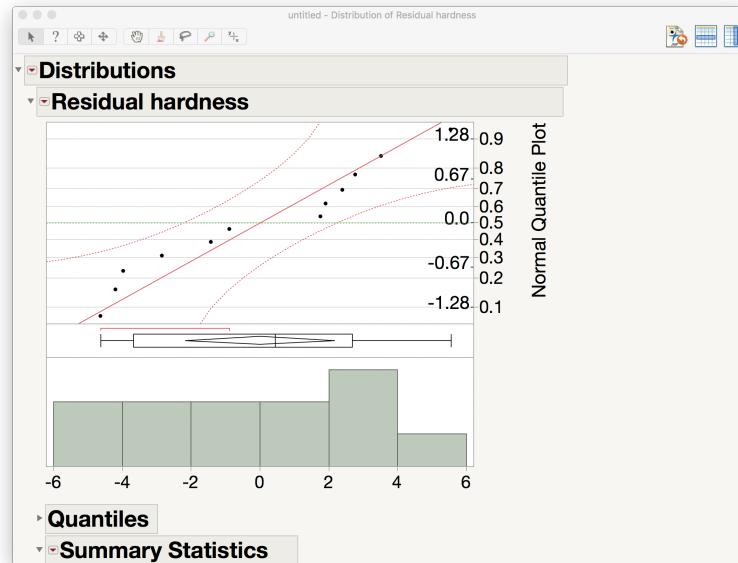 untitled - Distribution of Residual hardness
?
Distributions
Residual hardness
1.28 0.9
0.8
0.67 0.7
0.6
0.0 0.5
0.4
-0.67 0.3
0.2
-1.28 0.1
Normal Quantile Plot
-6 -4 -2 0 2 4 6
Quantiles
Summary Statistics